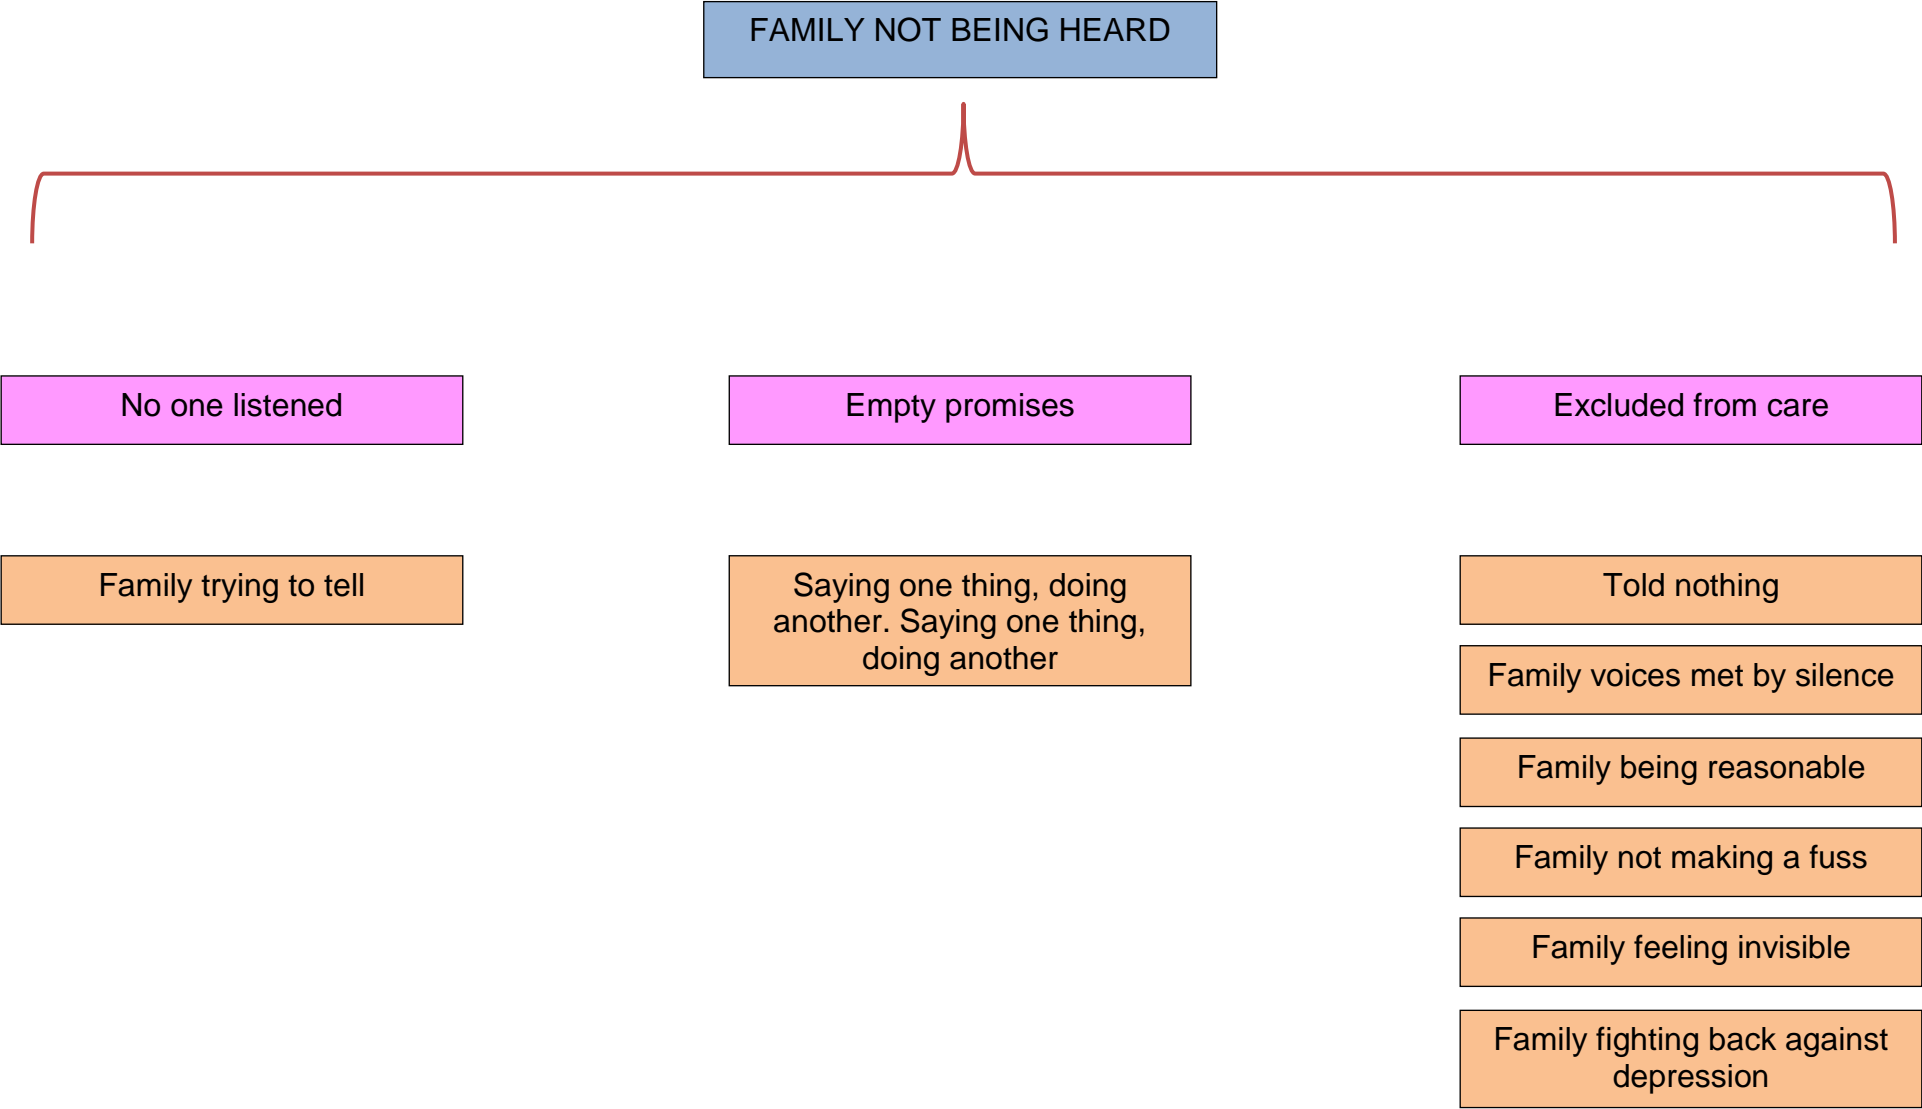 FAMILY NOT BEING HEARD
No one listened
Empty promises
Excluded from care
Family trying to tell
Saying one thing, doing
another. Saying one thing,
doing another
Told nothing
Family voices met by silence
Family being reasonable
Family not making a fuss
Family feeling invisible
Family fighting back against
depression